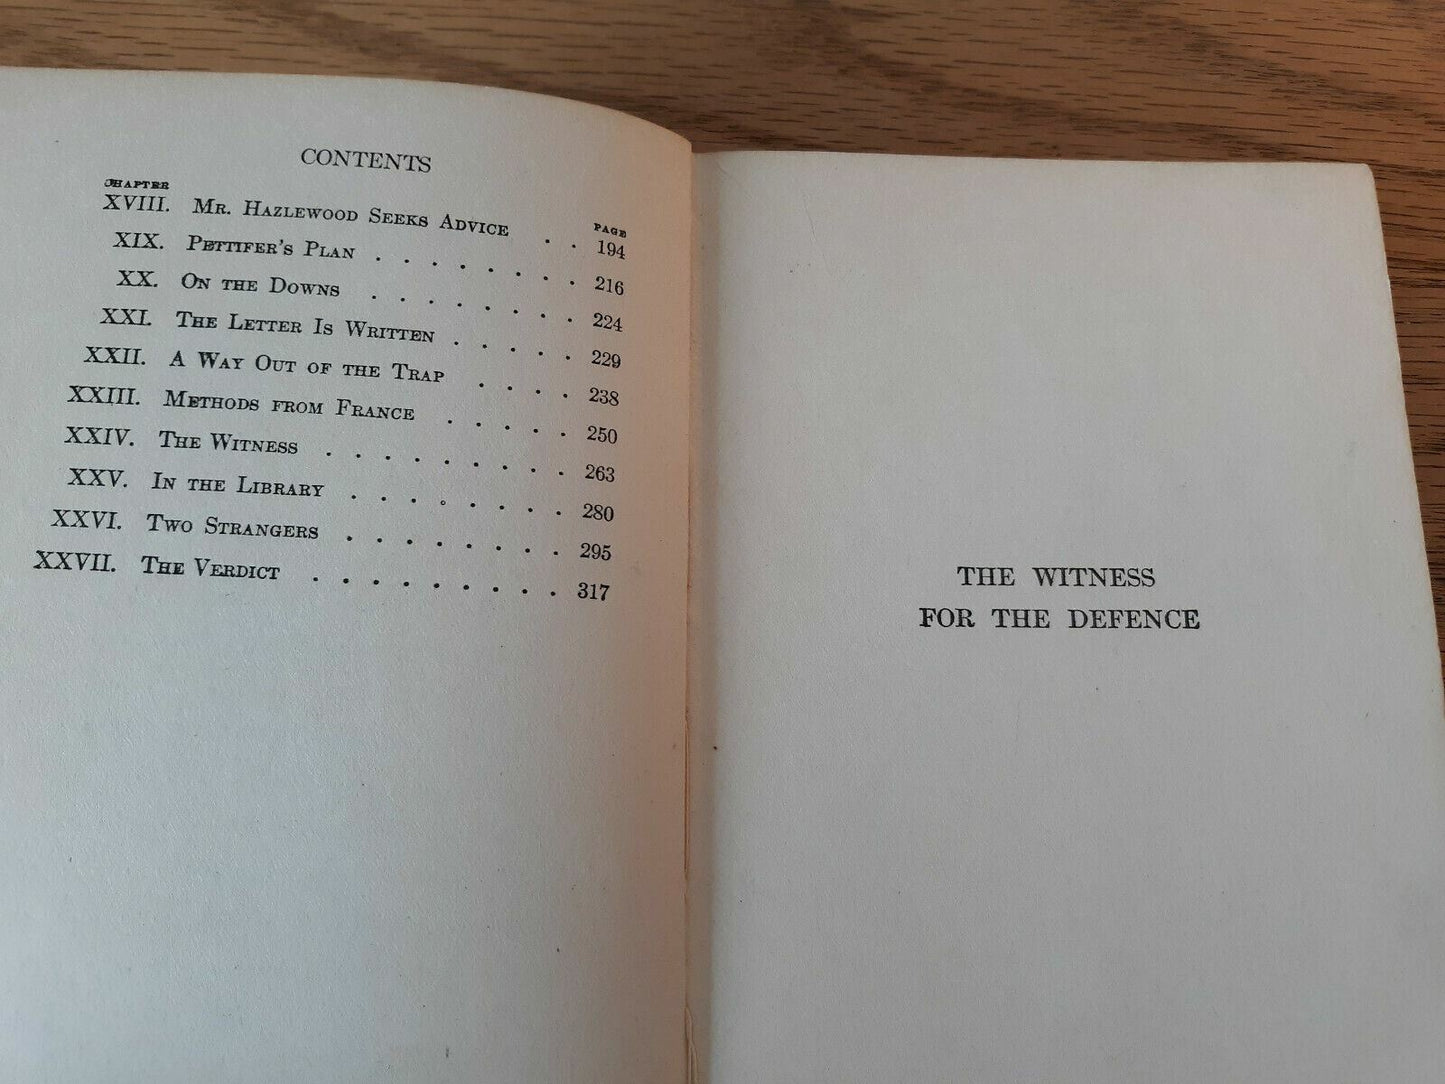 CONTENTS
CHAPTER PAGE
XVIII. Mr. Hazlewood Seeks Advice . . 194
XIX. Pettifer's Plan . . . . . . . . 216
XX. On the Downs . . . . . . . . 224
XXI. The Letter Is Written . . . . . 229
XXII. A Way Out of the Trap . . . . 238
XXIII. Methods from France . . . . . 250
XXIV. The Witness . . . . . . . . . 263
XXV. In the Library . . . . . . . . 280
XXVI. Two Strangers . . . . . . . . 295
XXVII. The Verdict . . . . . . . . . 317
THE WITNESS
FOR THE DEFENCE